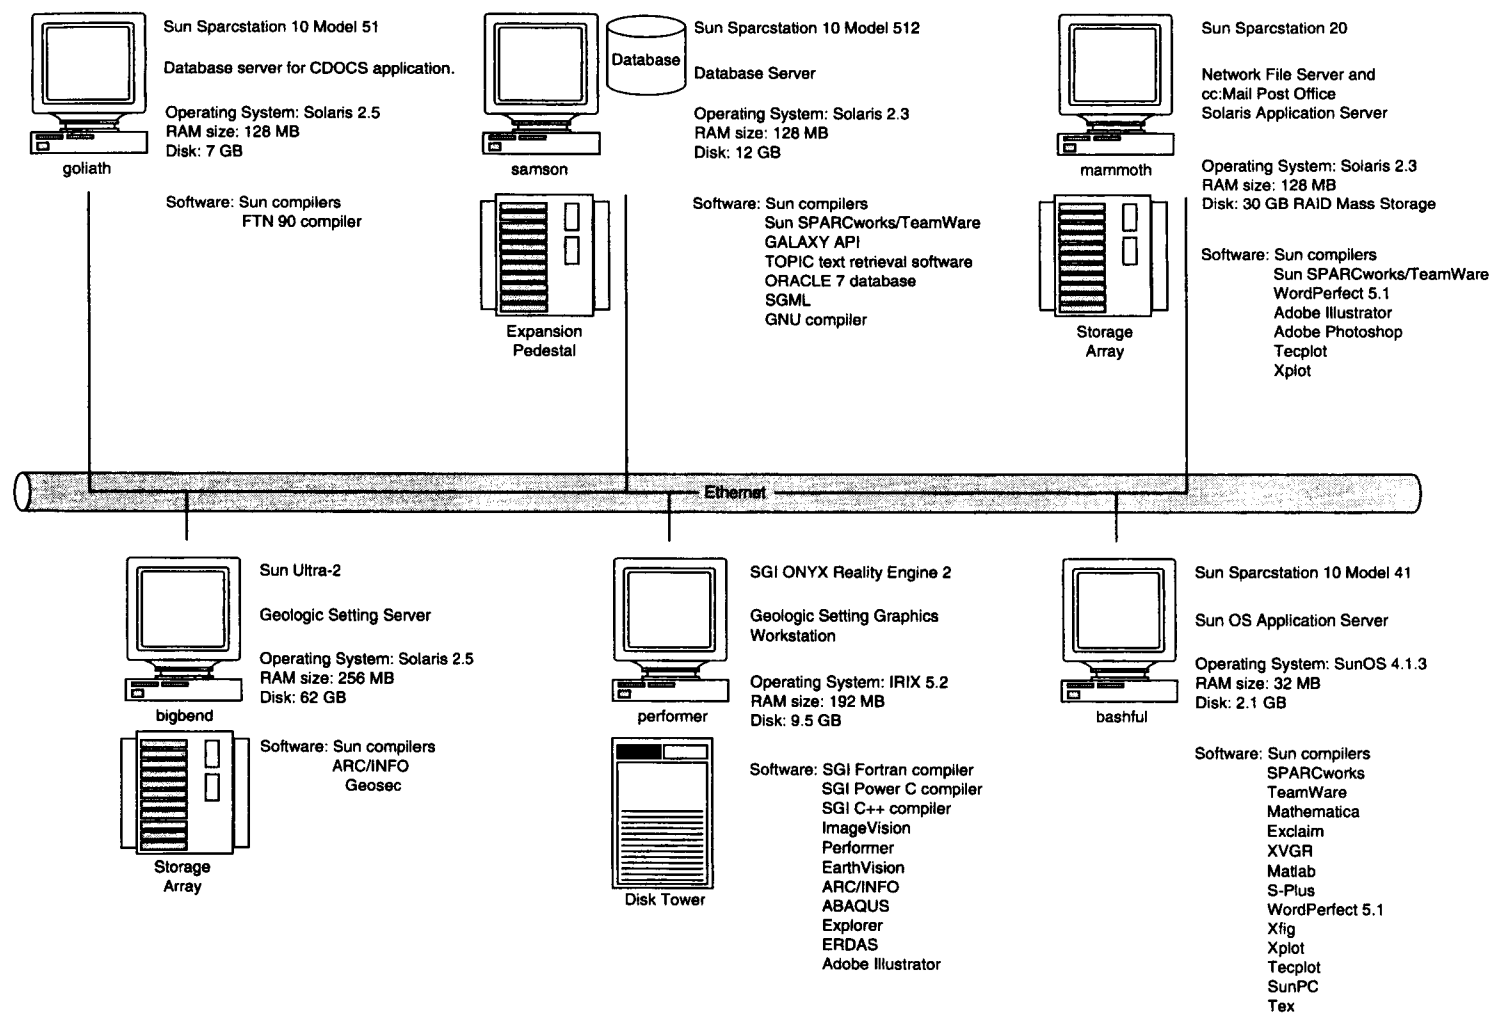 Sun Sparcstation 10 Model 51
Database server for CDOCS application.
Operating System: Solaris 2.5
RAM size: 128 MB
Disk: 7 GB
goliath
Software: Sun compilers
FTN 90 compiler
Database
Sun Sparcstation 10 Model 512
Database Server
Operating System: Solaris 2.3
RAM size: 128 MB
Disk: 12 GB
samson
Software: Sun compilers
Sun SPARCworks/TeamWare
GALAXY API
TOPIC text retrieval software
ORACLE 7 database
SGML
GNU compiler
Expansion
Pedestal
Sun Sparcstation 20
Network File Server and
cc:Mail Post Office
Solaris Application Server
mammoth
Operating System: Solaris 2.3
RAM size: 128 MB
Disk: 30 GB RAID Mass Storage
Software: Sun compilers
Sun SPARCworks/TeamWare
WordPerfect 5.1
Adobe Illustrator
Adobe Photoshop
Tecplot
Xplot
Storage
Array
Ethernet
Sun Ultra-2
Geologic Setting Server
Operating System: Solaris 2.5
RAM size: 256 MB
Disk: 62 GB
bigbend
Software: Sun compilers
ARC/INFO
Geosec
Storage
Array
SGI ONYX Reality Engine 2
Geologic Setting Graphics
Workstation
Operating System: IRIX 5.2
RAM size: 192 MB
Disk: 9.5 GB
performer
Software: SGI Fortran compiler
SGI Power C compiler
SGI C++ compiler
ImageVision
Performer
EarthVision
ARC/INFO
ABAQUS
Explorer
ERDAS
Adobe Illustrator
Disk Tower
Sun Sparcstation 10 Model 41
Sun OS Application Server
Operating System: SunOS 4.1.3
RAM size: 32 MB
Disk: 2.1 GB
bashful
Software: Sun compilers
SPARCworks
TeamWare
Mathematica
Exclaim
XVGR
Matlab
S-Plus
WordPerfect 5.1
Xfig
Xplot
Tecplot
SunPC
Tex